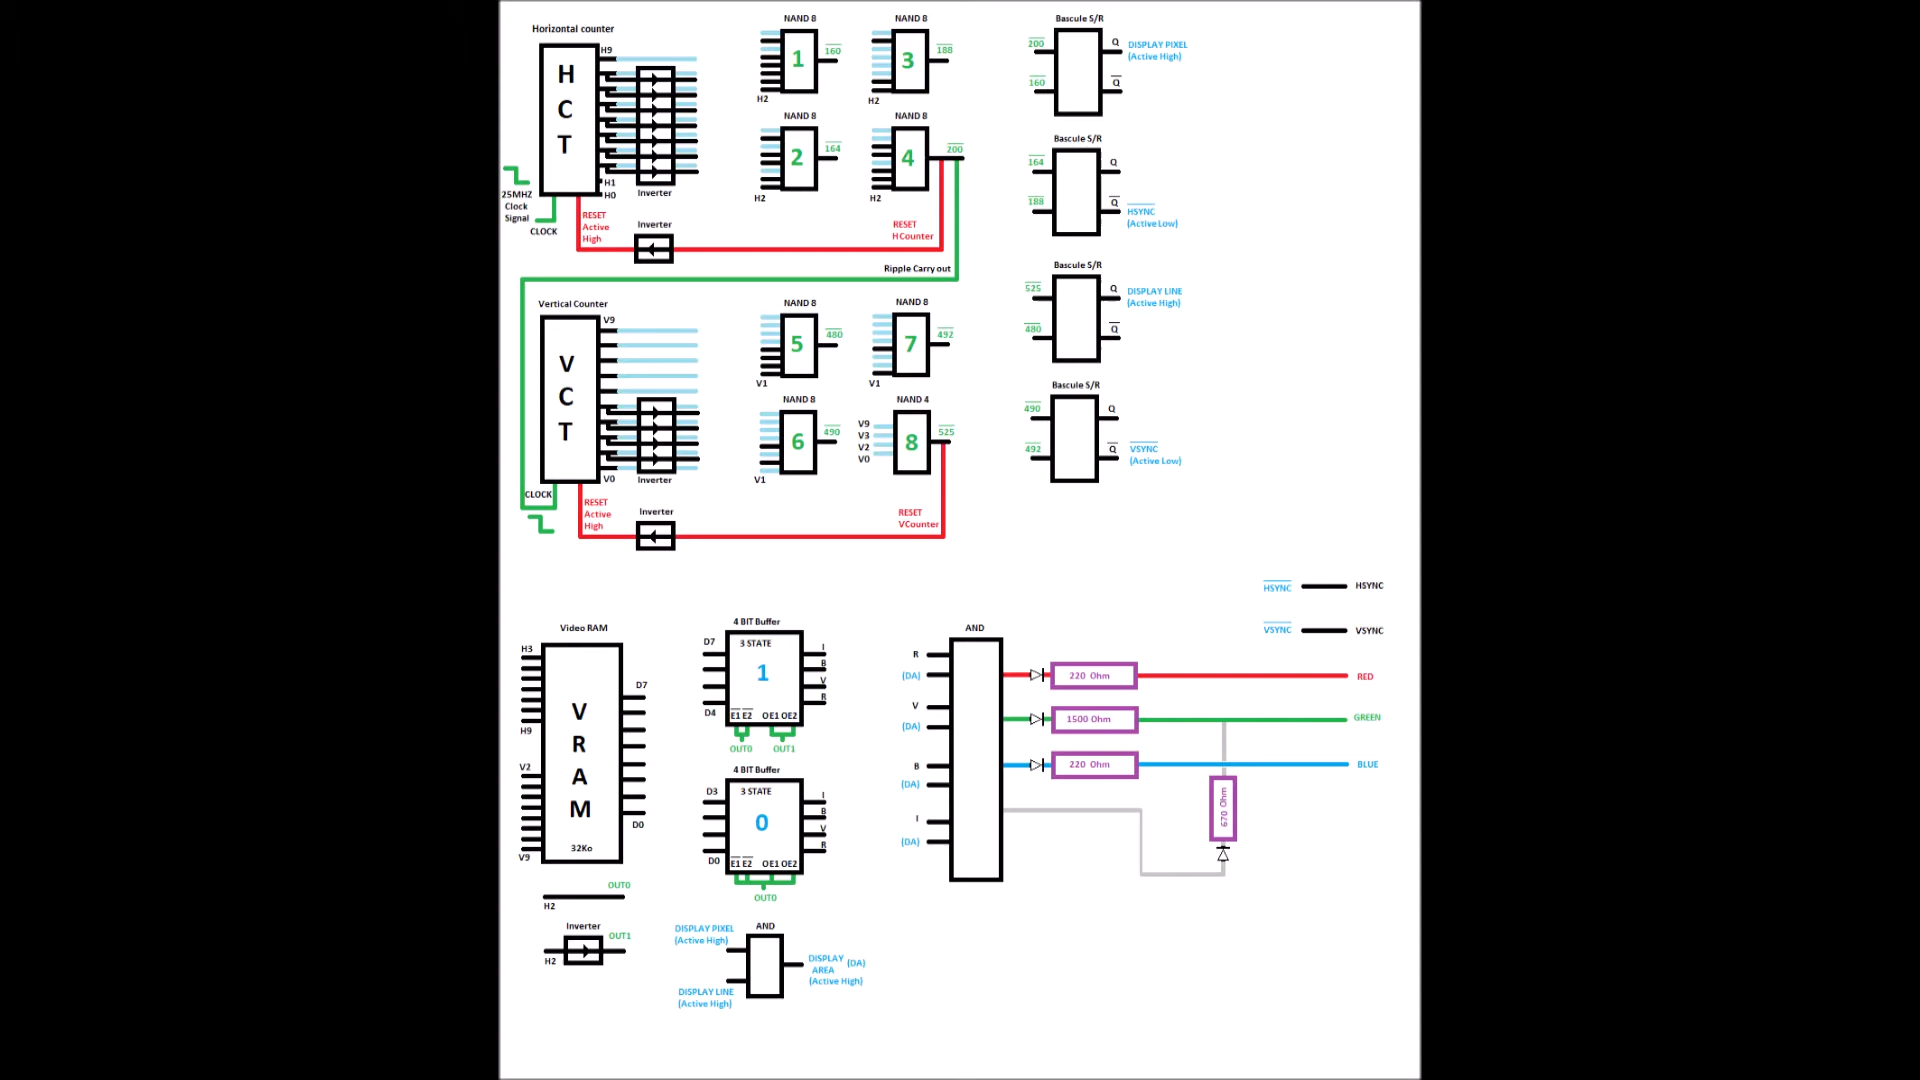 Horizontal counter
H9
H
C
T
H1
H0
Inverter
25MHZ
Clock
Signal
CLOCK
RESET
Active
High
Inverter
RESET
H Counter
Ripple Carry out
NAND 8
1
160
H2
NAND 8
3
188
H2
NAND 8
2
164
H2
NAND 8
4
200
H2
Bascule S/R
200
160
Q
Q
DISPLAY PIXEL
(Active High)
Bascule S/R
164
188
Q
Q
HSYNC
(Active Low)
Bascule S/R
525
480
Q
Q
DISPLAY LINE
(Active High)
Bascule S/R
490
492
Q
Q
VSYNC
(Active Low)
Vertical Counter
V9
V
C
T
V0
Inverter
CLOCK
RESET
Active
High
Inverter
RESET
VCounter
NAND 8
5
480
V1
NAND 8
7
492
V1
NAND 8
6
490
V1
NAND 4
V9
V3
V2
V0
8
525
HSYNC
HSYNC
VSYNC
VSYNC
Video RAM
H3
H9
V2
V9
V
R
A
M
32Ko
D7
D0
4 BIT Buffer
3 STATE
D7
D4
1
I
B
V
R
E1 E2 OE1 OE2
OUT0
OUT1
4 BIT Buffer
3 STATE
D3
D0
0
I
B
V
R
E1 E2 OE1 OE2
OUT0
AND
R
(DA)
V
(DA)
B
(DA)
I
(DA)
220 Ohm
RED
1500 Ohm
GREEN
220 Ohm
BLUE
670 Ohm
OUT0
H2
Inverter
OUT1
H2
AND
DISPLAY PIXEL
(Active High)
DISPLAY LINE
(Active High)
DISPLAY (DA)
AREA
(Active High)